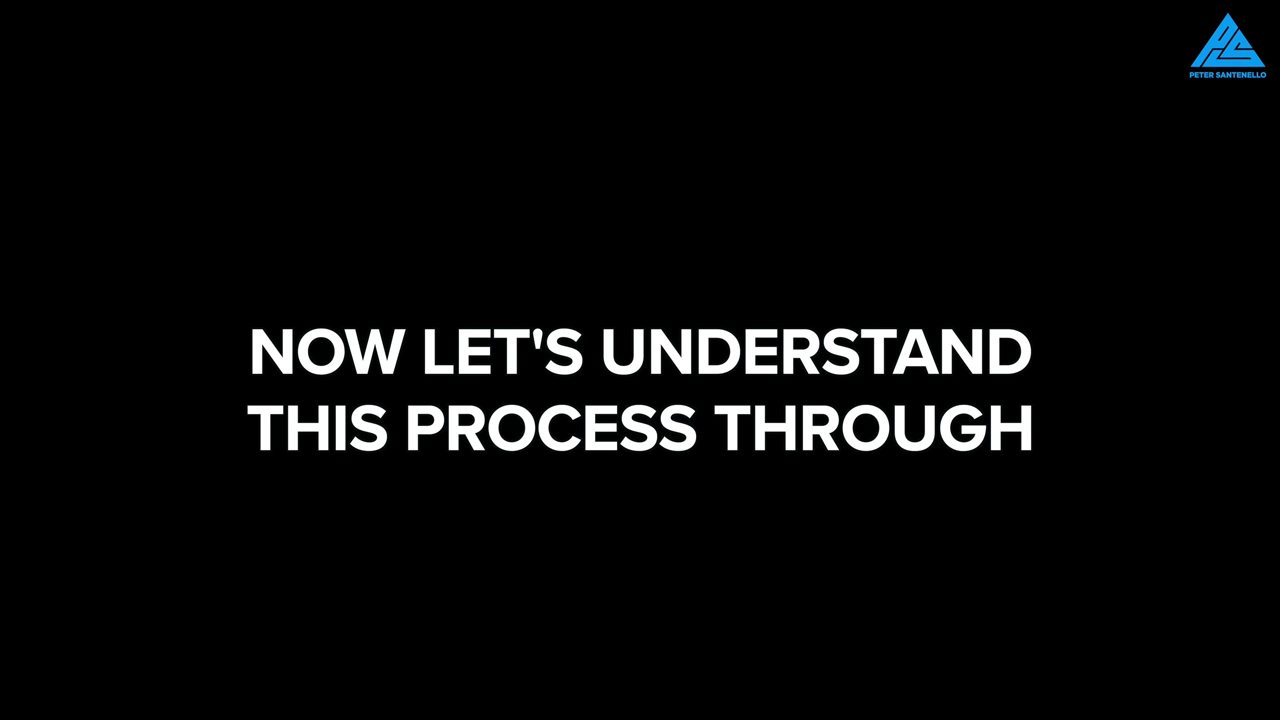 PETER SANTENELLO
NOW LET'S UNDERSTAND
THIS PROCESS THROUGH